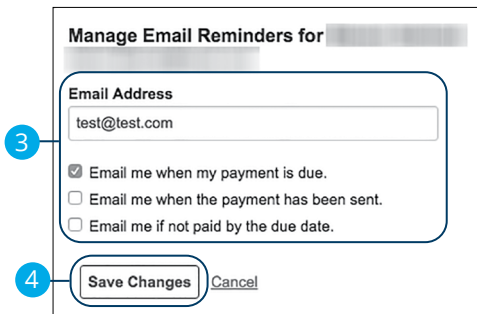 Manage Email Reminders for
Email Address
test@test.com
3
Email me when my payment is due.
Email me when the payment has been sent.
Email me if not paid by the due date.
4
Save Changes Cancel